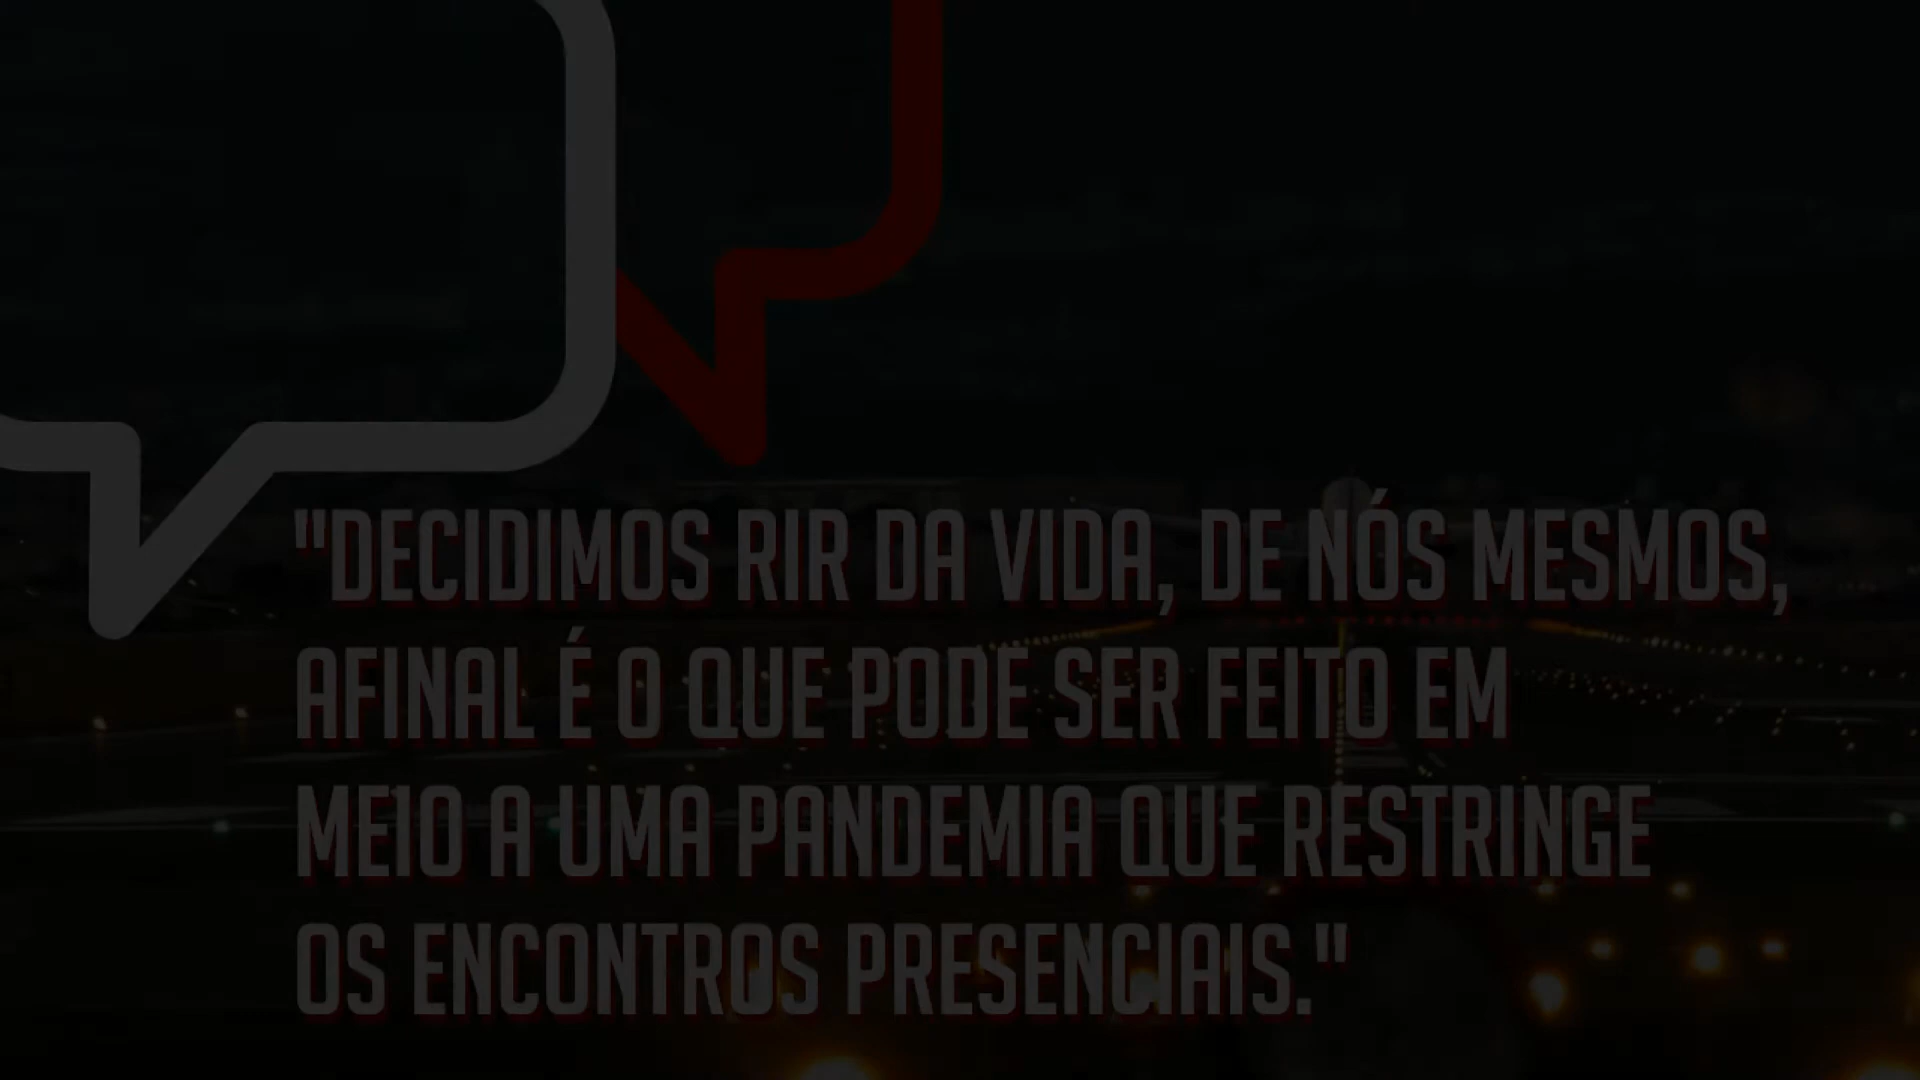 "DECIDIMOS RIR DA VIDA, DE NÓS MESMOS,
AFINAL É O QUE PODE SER FEITO EM
MEIO A UMA PANDEMIA QUE RESTRINGE
OS ENCONTROS PRESENCIAIS."